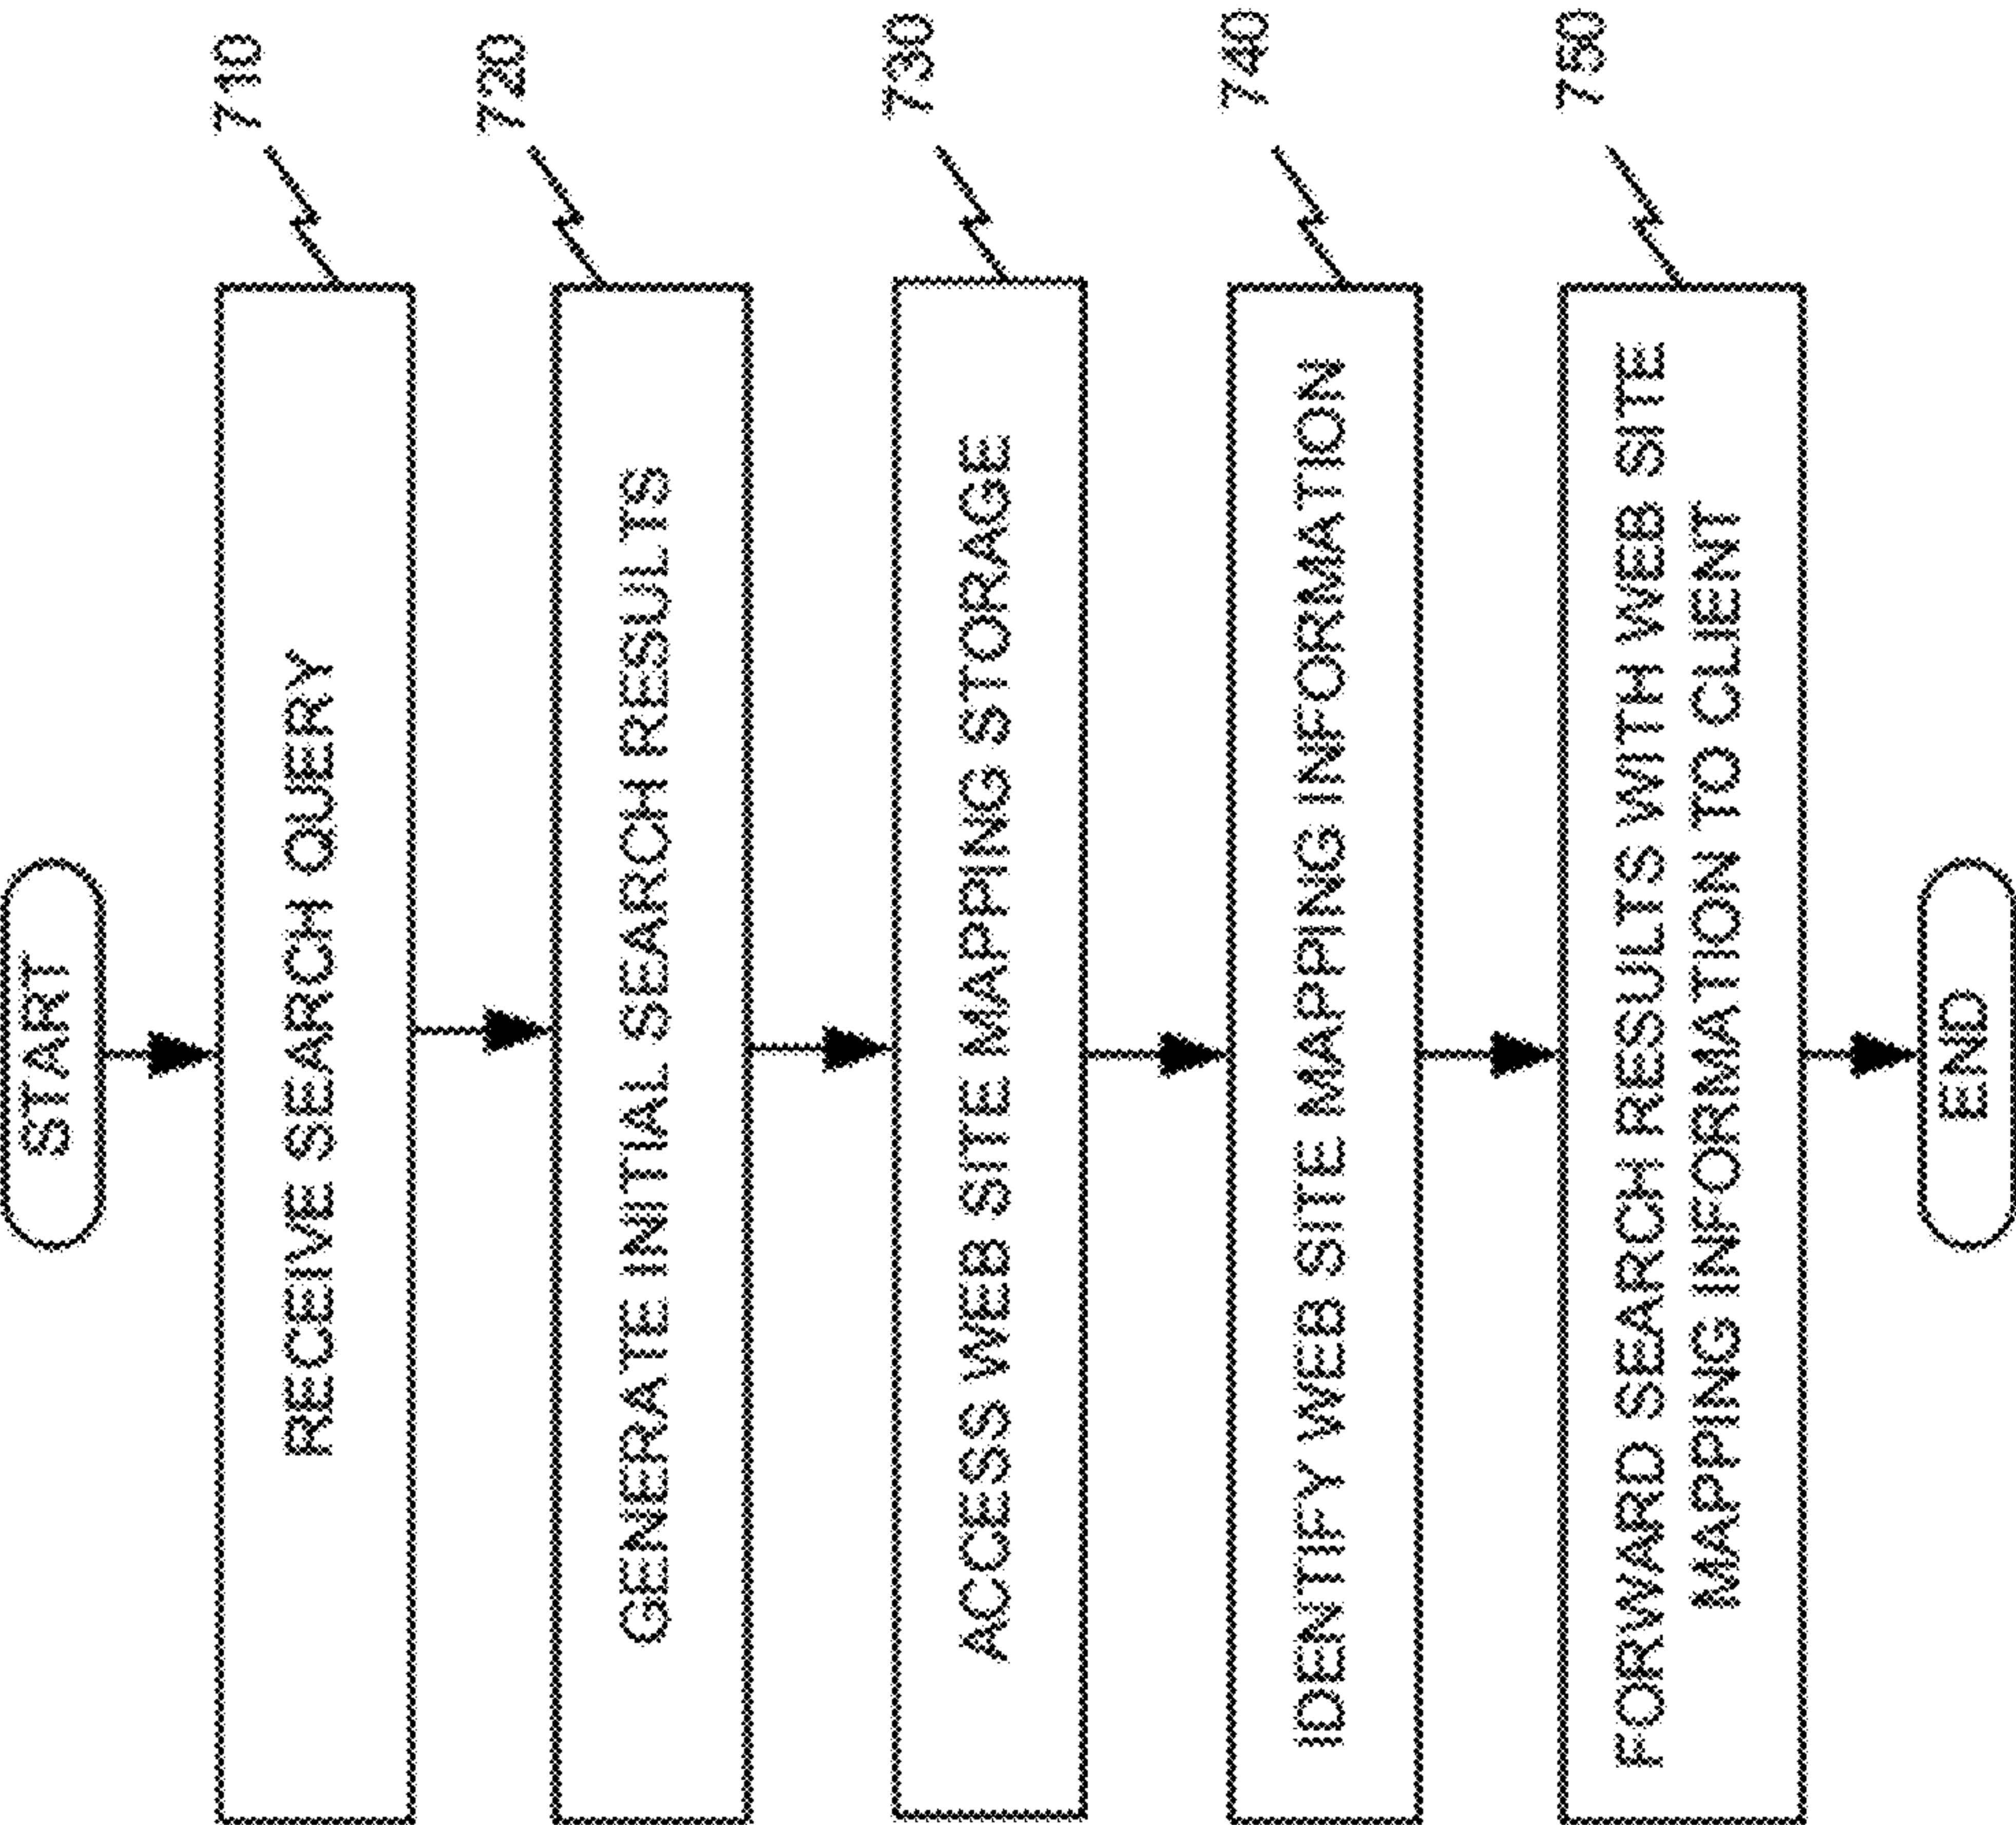 START
RECEIVE SEARCH QUERY
710
GENERATE INITIAL SEARCH RESULTS
720
ACCESS WEB SITE MAPPING STORAGE
730
IDENTIFY WEB SITE MAPPING INFORMATION
740
FORWARD SEARCH RESULTS WITH WEB SITE
MAPPING INFORMATION TO CLIENT
750
END